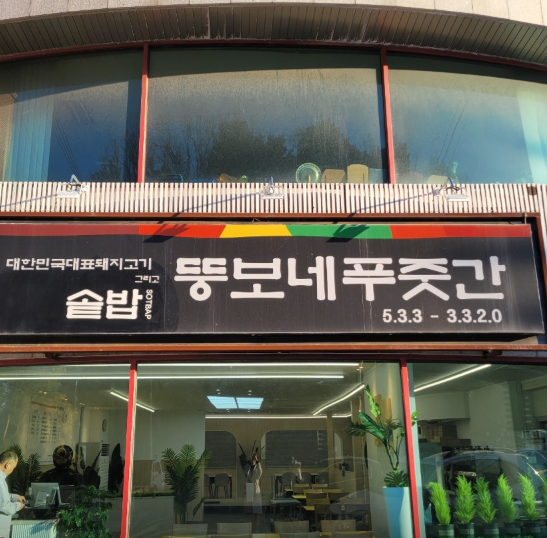 대한민국대표돼지고기
그리고
솥밥 SOTBAP
뚱보네푸줏간
5.3.3 - 3.3.2.0